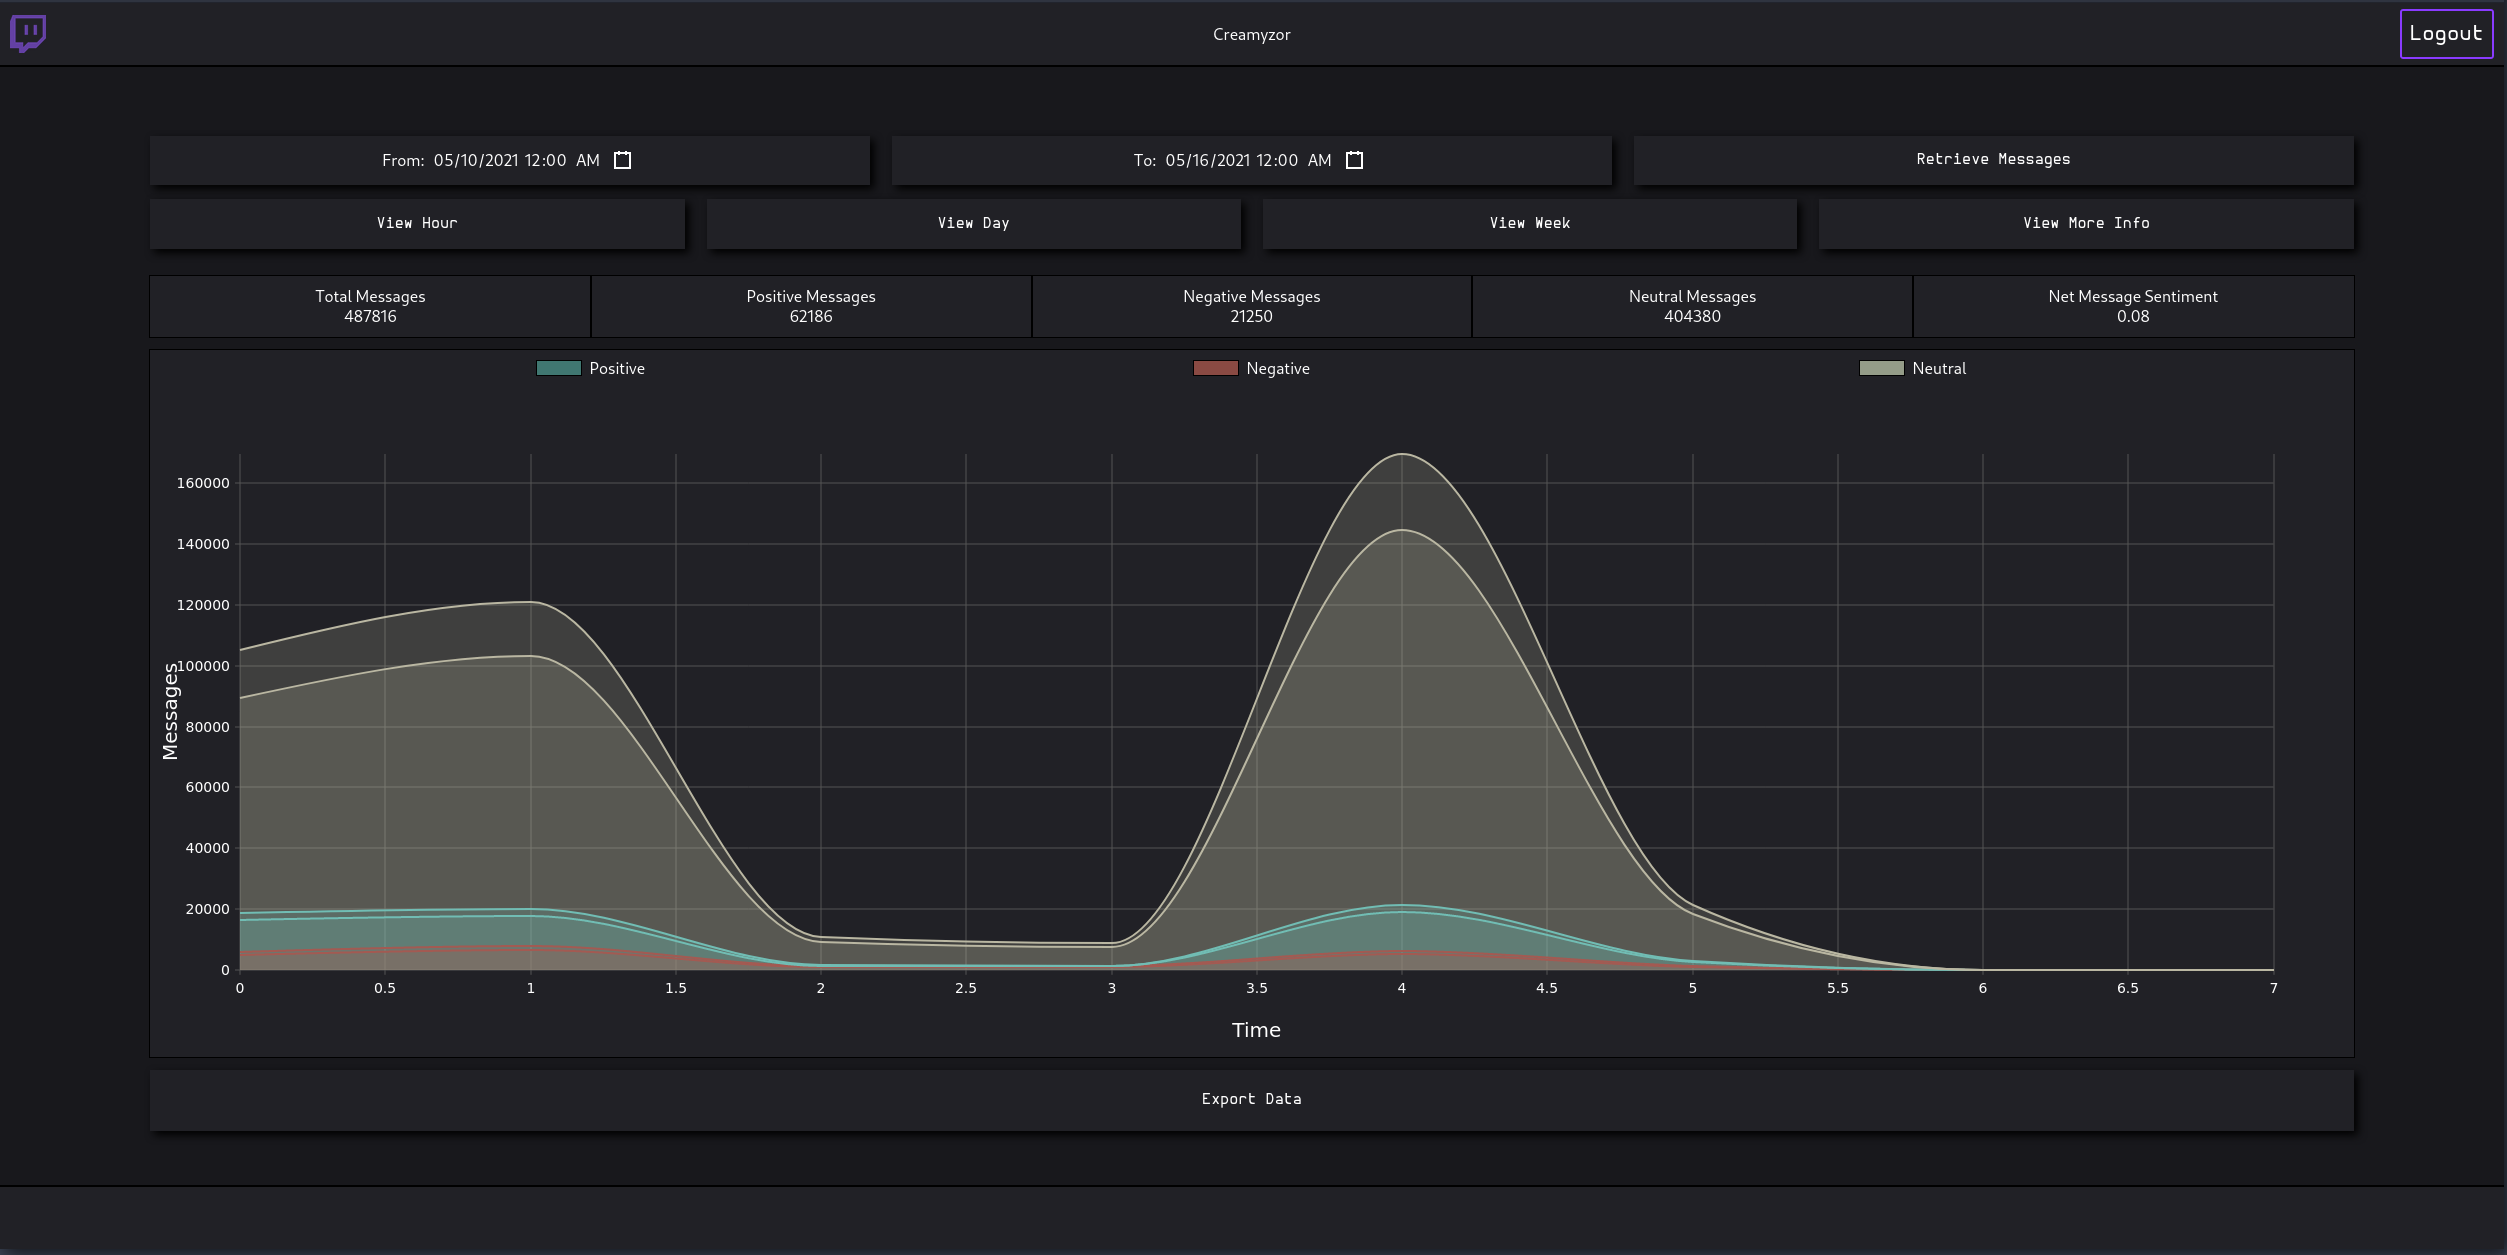 Creamyzor
Logout
From: 05/10/2021 12:00 AM
To: 05/16/2021 12:00 AM
Retrieve Messages
View Hour
View Day
View Week
View More Info
Total Messages
487816
Positive Messages
62186
Negative Messages
21250
Neutral Messages
404380
Net Message Sentiment
0.08
Positive
Negative
Neutral
160000
140000
120000
100000
80000
60000
40000
20000
0
Messages
0 0.5 1 1.5 2 2.5 3 3.5 4 4.5 5 5.5 6 6.5 7
Time
Export Data